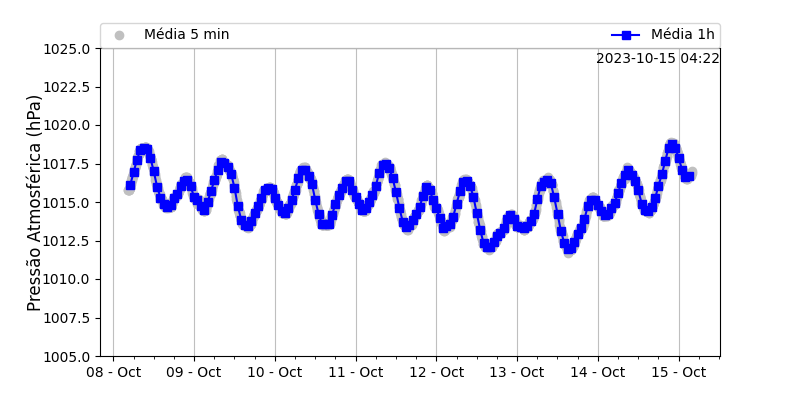 Média 5 min
Média 1h
2023-10-15 04:22
Pressão Atmosférica (hPa)
1025.0
1022.5
1020.0
1017.5
1015.0
1012.5
1010.0
1007.5
1005.0
08 - Oct
09 - Oct
10 - Oct
11 - Oct
12 - Oct
13 - Oct
14 - Oct
15 - Oct